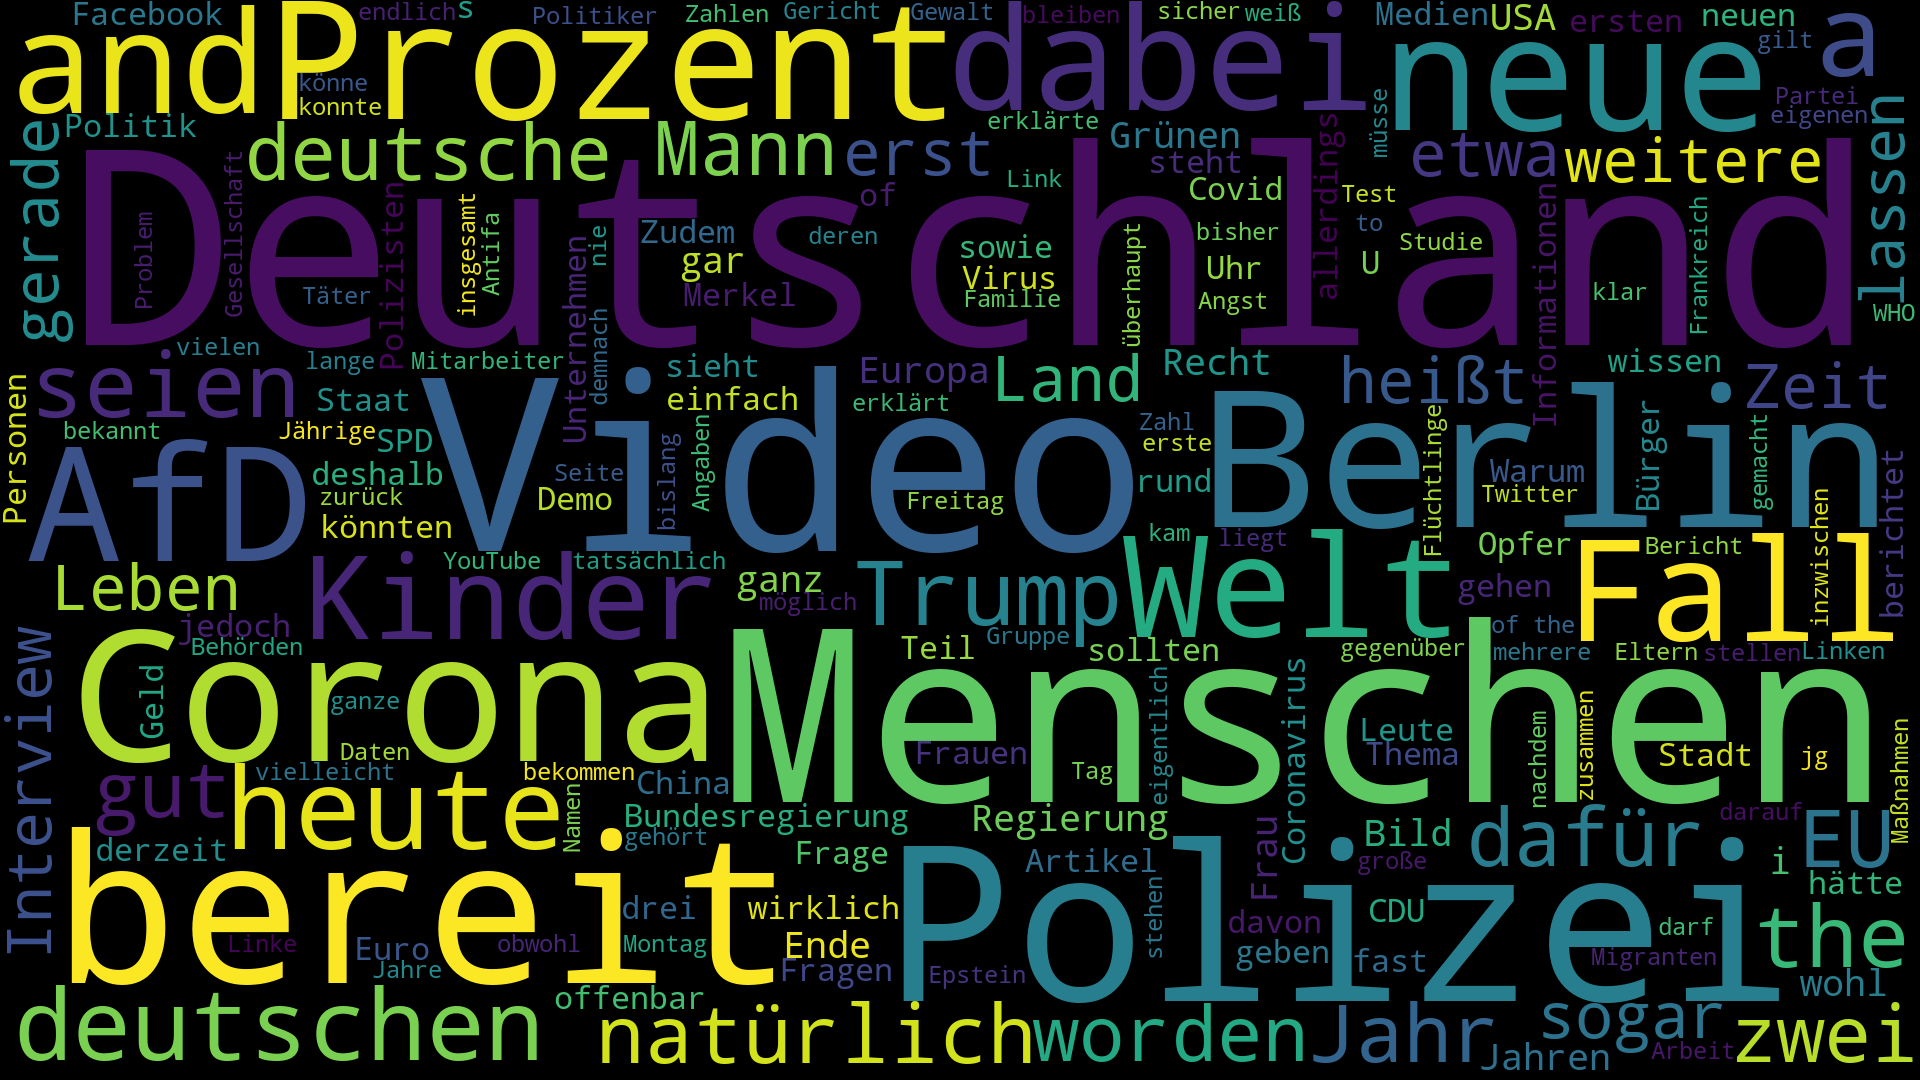 Facebook
endlich
s
Politiker
Zahlen
Gericht
Gewalt
bleiben
sicher
weiß
Medien
USA
ersten
neuen
gilt
a
and
Prozent
dabei
neue
könne
konnte
Partei
eigenen
Politik
geraden
deutsche
Mann
erst
erklärte
Grünen
steht
allerdings
müsse
etwa
weitere
glassen
Deutschland
Problem
Gesellschaft
Polizisten
insgesamt
Antifa
nie
Zudem
gar
of
deren
Link
Covid
Test
to
U
Studie
bisher
sowie
Virus
Familie
überhaupt
Uhr
Angst
Merkel
Täter
Unternehmen
demnach
Informationen
klar
Frankreich
WHO
vielen
lange
Mitarbeiter
sieht
Europa
Land
Recht
heißt
wissen
Zeit
seien
Staat
einfach
erklärt
Personen
bekannt
Jährige
SPD
Video
Zahl
erste
Berlin
AfD
deshalb
Seite
bislang
Angaben
rund
Flüchtlinge
Warum
Twitter
Bürger
gemacht
berichtet
zurück
Demo
Freitag
könnten
kam
liegt
Opfer
Bericht
inzwischen
YouTube
tatsächlich
Leben
Kinder
ganz
möglich
Trump
Welt
gehen
Fall
jedoch
Behörden
Gruppe
of the
mehrere
Eltern
stellen
Linken
Interview
Teil
sollten
gegenüber
Corona
Menschen
Geld
ganze
Daten
eigentlich
Coronavirus
Leute
Thema
Frauen
Tag
nachdem
zusammen
Stadt
jg
Maßnahmen
gut
vielleicht
bekommen
China
heute
Namen
Bundesregierung
gehört
Regierung
Frau
Bild
dafür
darauf
EU
derzeit
Frage
Artikel
große
i
hätte
bereit
Polizei
drei
wirklich
stehen
davon
CDU
darf
the
Linke
Euro
Jahre
obwohl
Montag
Ende
Fragen
Epstein
geben
fast
Migranten
wohl
deutschen
offenbar
natürlich
worden
Jahr
Jahren
sogar
Arbeit
zwei